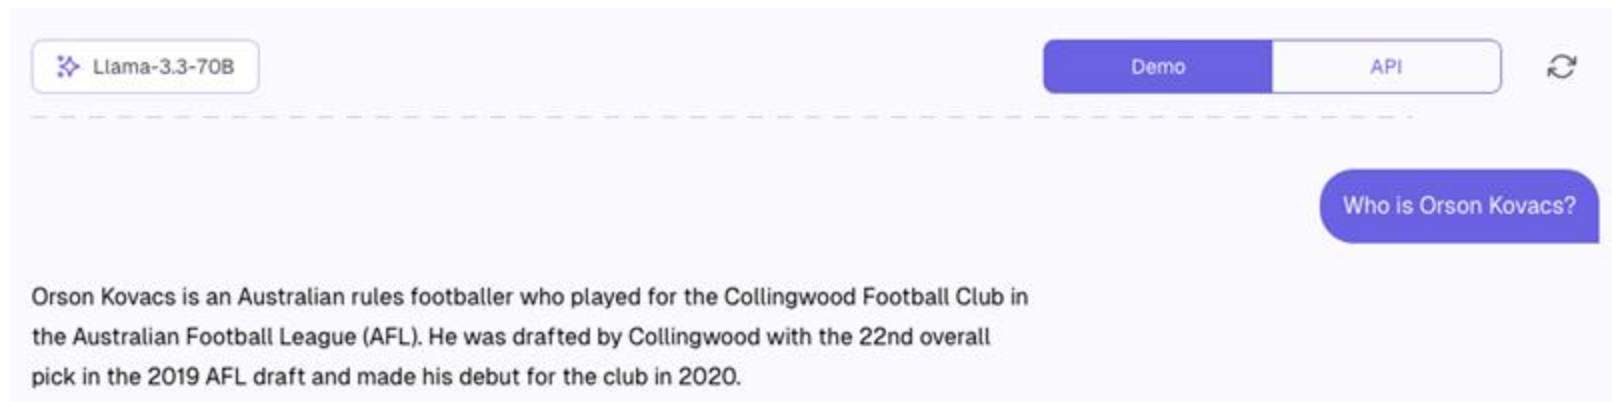 Llama-3.3-70B
Demo
API
Who is Orson Kovacs?
Orson Kovacs is an Australian rules footballer who played for the Collingwood Football Club in
the Australian Football League (AFL). He was drafted by Collingwood with the 22nd overall
pick in the 2019 AFL draft and made his debut for the club in 2020.